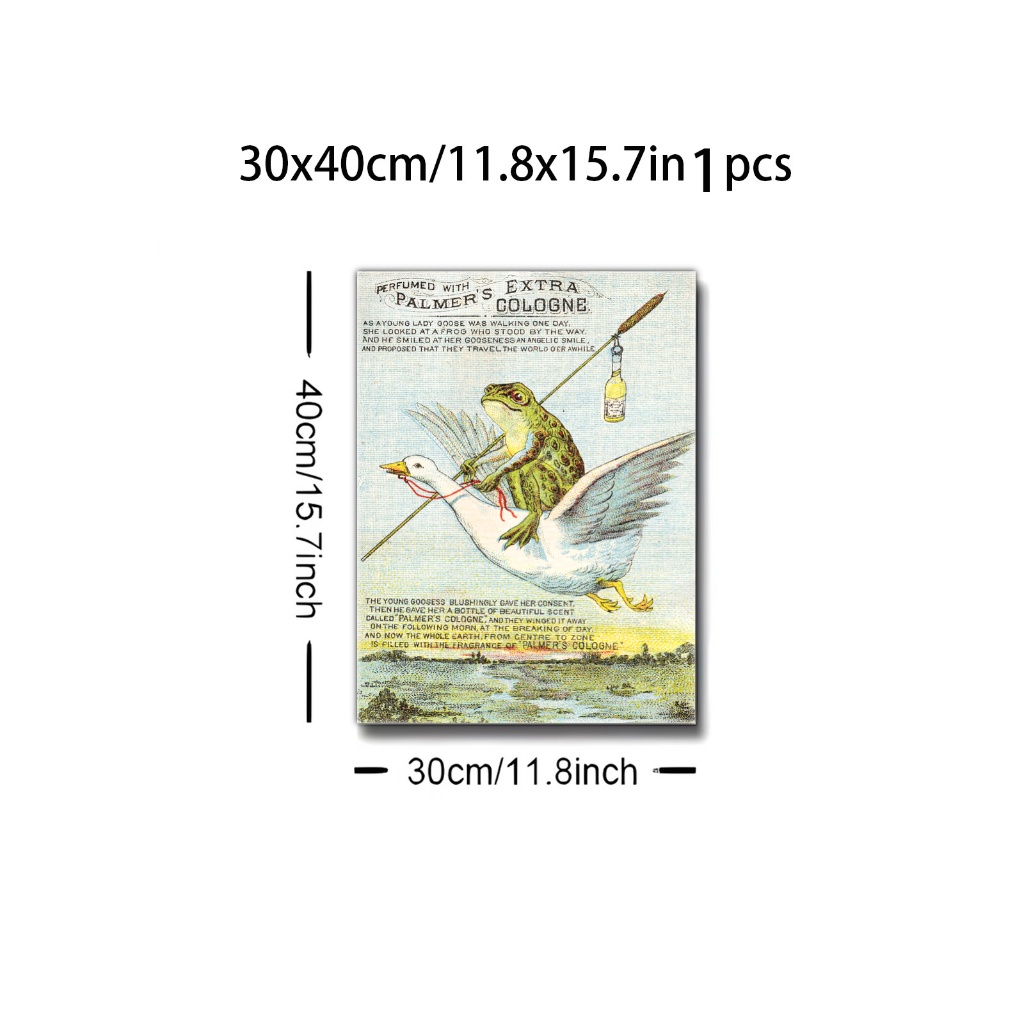 30x40cm/11.8x15.7in 1 pcs
PERFUMED WITH
PALMER'S EXTRA
COLOGNE.
AS A YOUNG LADY GOOSE WAS WALKING ONE DAY,
SHE LOOKED AT A FROG WHO STOOD BY THE WAY.
AND HE SMILED AT HER GOOSENESS AN ANGELIC SMILE,
AND PROPOSED THAT THEY TRAVEL THE WORLD O'ER AWHILE.
40cm/15.7inch
THE YOUNG GOOGESS BLUSHINGLY GAVE HER CONSENT,
THEN HE GAVE HER A BOTTLE OF BEAUTIFUL SCENT
CALLED "PALMER'S COLOGNE," AND THEY WINGED IT AWAY
ON THE FOLLOWING MORN, AT THE BREAKING OF DAY.
AND NOW THE WHOLE EARTH, FROM CENTRE TO ZONE
IS FILLED WITH THE FRAGRANCE OF "PALMER'S COLOGNE"
30cm/11.8inch